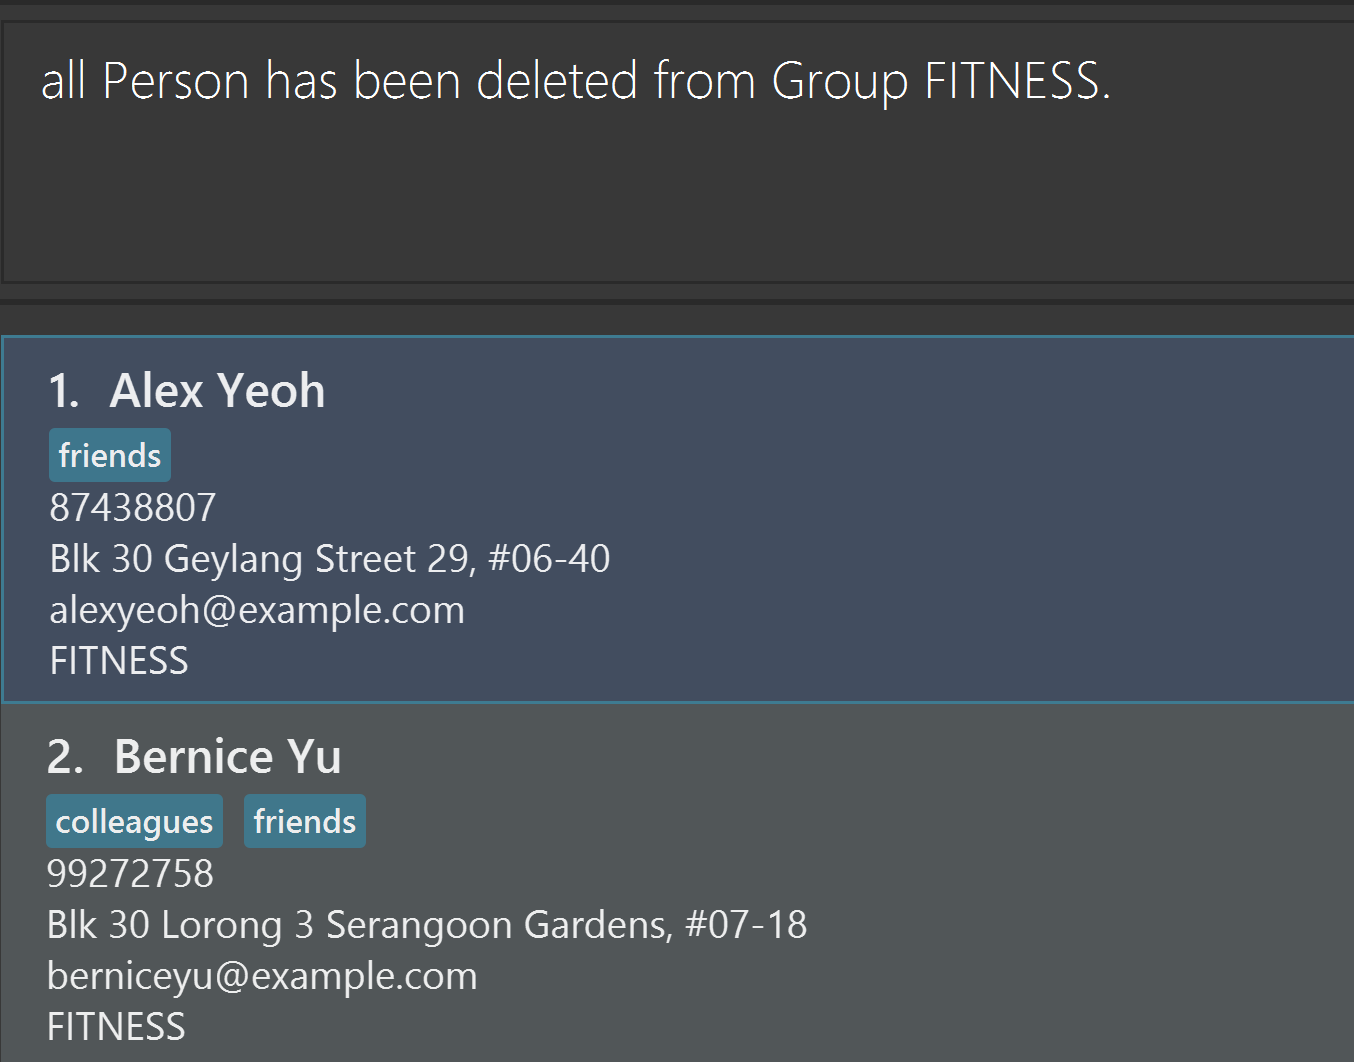 all Person has been deleted from Group FITNESS.
1. Alex Yeoh
friends
87438807
Blk 30 Geylang Street 29, #06-40
alexyeoh@example.com
FITNESS
2. Bernice Yu
colleagues friends
99272758
Blk 30 Lorong 3 Serangoon Gardens, #07-18
berniceyu@example.com
FITNESS